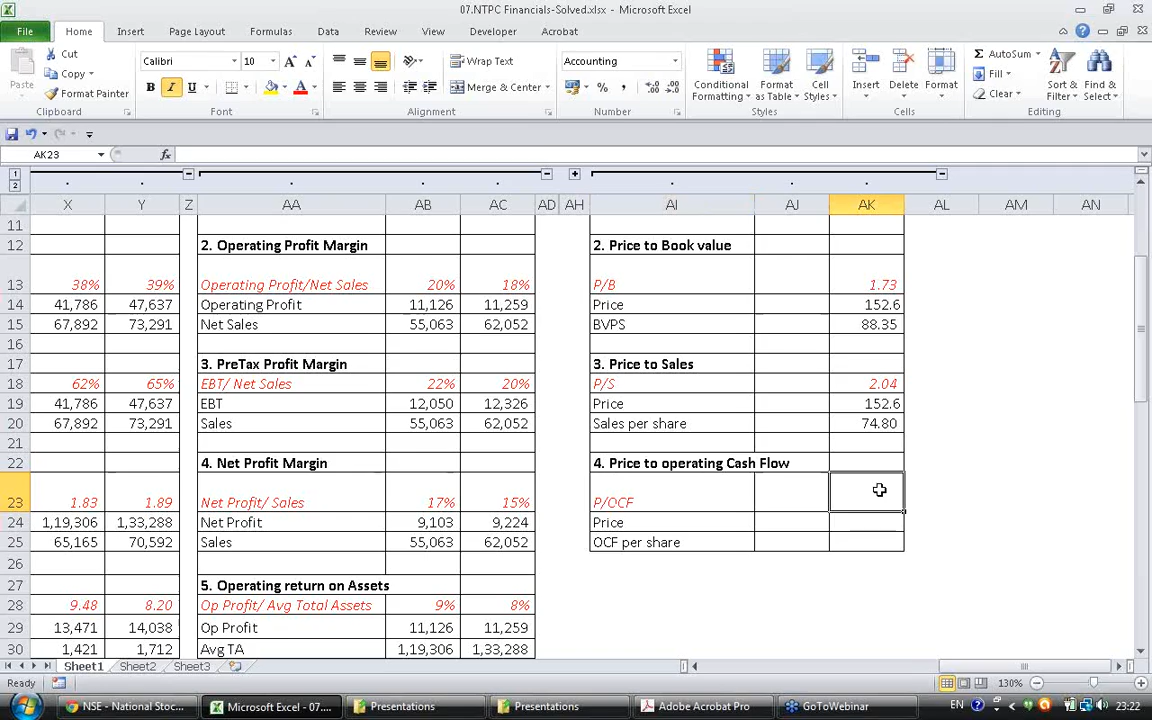 07.NTPC Financials-Solved.xlsx - Microsoft Excel
File Home Insert Page Layout Formulas Data Review View Developer Acrobat
Paste
Cut
Copy
Format Painter
Clipboard
Calibri 10
B I U
Font
Wrap Text
Merge & Center
Alignment
Accounting
% ,
Number
Conditional Formatting
Format as Table
Cell Styles
Styles
Insert Delete Format
Cells
Σ AutoSum
Fill
Clear
Sort & Filter
Find & Select
Editing
AK23 fx
1
2
X Y Z AA AB AC AD AH AI AJ AK AL AM AN
11
12 2. Operating Profit Margin 2. Price to Book value
13 38% 39% Operating Profit/Net Sales 20% 18% P/B 1.73
14 41,786 47,637 Operating Profit 11,126 11,259 Price 152.6
15 67,892 73,291 Net Sales 55,063 62,052 BVPS 88.35
16
17 3. PreTax Profit Margin 3. Price to Sales
18 62% 65% EBT/ Net Sales 22% 20% P/S 2.04
19 41,786 47,637 EBT 12,050 12,326 Price 152.6
20 67,892 73,291 Sales 55,063 62,052 Sales per share 74.80
21
22 4. Net Profit Margin 4. Price to operating Cash Flow
23 1.83 1.89 Net Profit/ Sales 17% 15% P/OCF
24 1,19,306 1,33,288 Net Profit 9,103 9,224 Price
25 65,165 70,592 Sales 55,063 62,052 OCF per share
26
27 5. Operating return on Assets
28 9.48 8.20 Op Profit/ Avg Total Assets 9% 8%
29 13,471 14,038 Op Profit 11,126 11,259
30 1,421 1,712 Avg TA 1,19,306 1,33,288
Sheet1 Sheet2 Sheet3
Ready 130%
NSE - National Stoc... Microsoft Excel - 07.... Presentations Presentations Adobe Acrobat Pro GoToWebinar EN 23:22